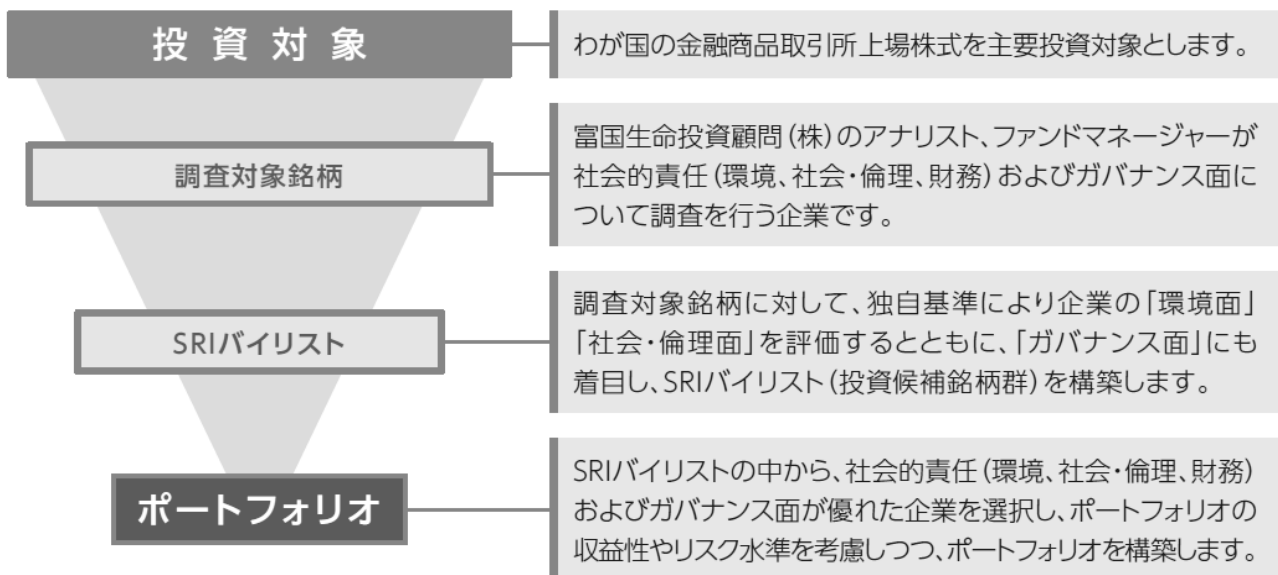 投資対象
わが国の金融商品取引所上場株式を主要投資対象とします。
調査対象銘柄
富国生命投資顧問(株)のアナリスト、ファンドマネージャーが
社会的責任(環境、社会・倫理、財務)およびガバナンス面に
ついて調査を行う企業です。
SRIバイリスト
調査対象銘柄に対して、独自基準により企業の「環境面」
「社会・倫理面」を評価するとともに、「ガバナンス面」にも
着目し、SRIバイリスト(投資候補銘柄群)を構築します。
ポートフォリオ
SRIバイリストの中から、社会的責任(環境、社会・倫理、財務)
およびガバナンス面が優れた企業を選択し、ポートフォリオの
収益性やリスク水準を考慮しつつ、ポートフォリオを構築します。